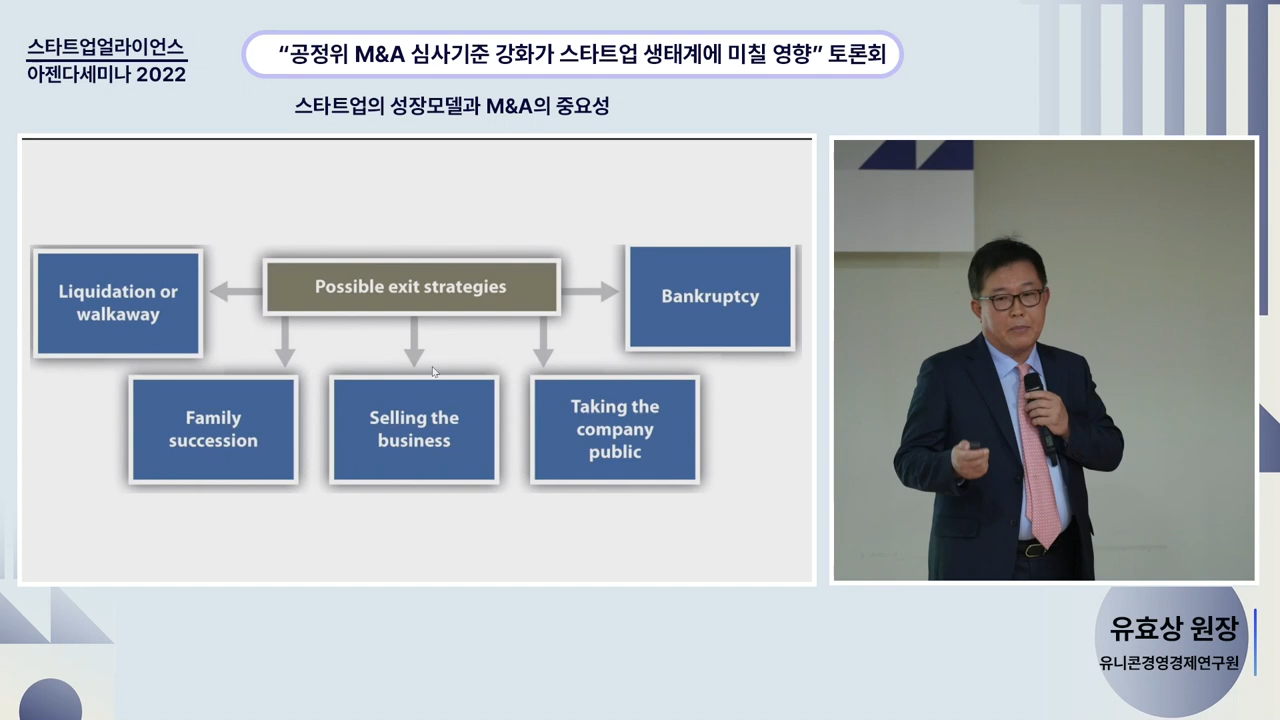 스타트업얼라이언스
아젠다세미나 2022
“공정위 M&A 심사기준 강화가 스타트업 생태계에 미칠 영향” 토론회
스타트업의 성장모델과 M&A의 중요성
Possible exit strategies
Liquidation or
walkaway
Bankruptcy
Family
succession
Selling the
business
Taking the
company
public
유효상 원장
유니콘경영경제연구원